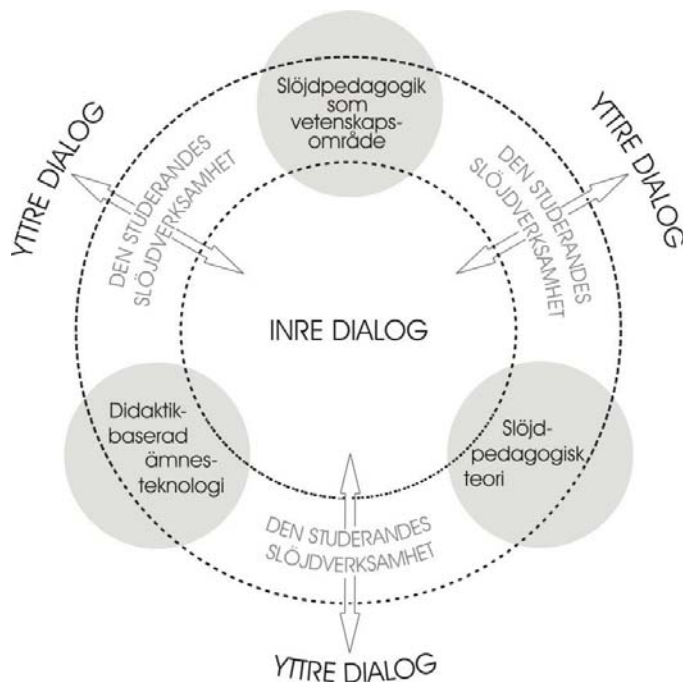 Slöjdpedagogik
som
vetenskaps-
område
YTTRE DIALOG
DEN STUDERANDES
SLÖJDVERKSAMHET
YTTRE DIALOG
DEN STUDERANDES
SLÖJDVERKSAMHET
INRE DIALOG
Didaktik-
baserad
ämnes-
teknologi
Slöjd-
pedagogisk
teori
DEN STUDERANDES
SLÖJDVERKSAMHET
YTTRE DIALOG